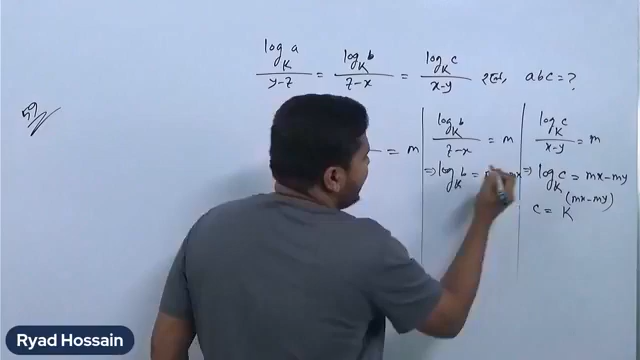 log_K a / y-z = log_K b / z-x = log_K c / x-y হলে, abc = ?
= m
log_K b / z-x = m
⇒ log_K b =
log_K c / x-y = m
⇒ log_K c = mx-my
c = K^(mx-my)
Ryad Hossain